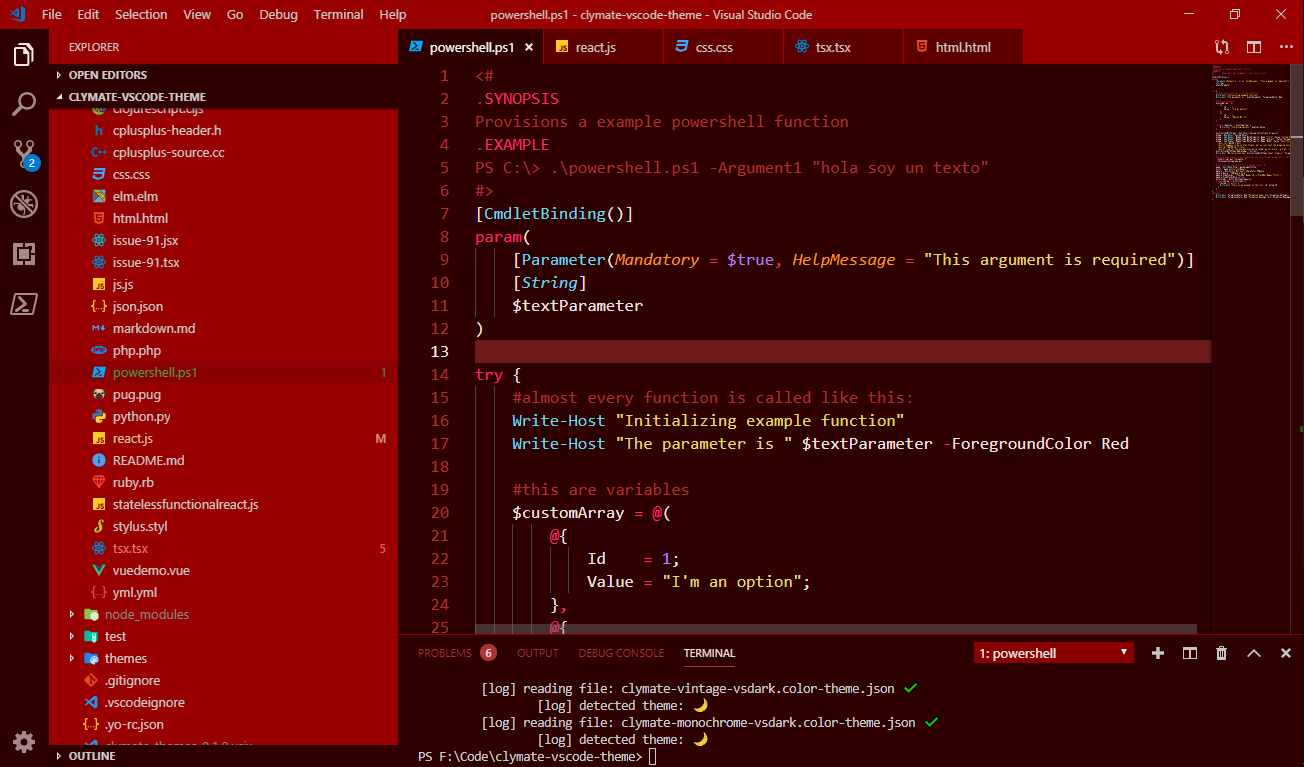 File Edit Selection View Go Debug Terminal Help
powershell.ps1 - clymate-vscode-theme - Visual Studio Code
EXPLORER
OPEN EDITORS
CLYMATE-VSCODE-THEME
clojurescript.cljs
cplusplus-header.h
cplusplus-source.cc
css.css
elm.elm
html.html
issue-91.jsx
issue-91.tsx
js.js
json.json
markdown.md
php.php
powershell.ps1 1
pug.pug
python.py
react.js M
README.md
ruby.rb
statelessfunctionalreact.js
stylus.styl
tsx.tsx 5
vuedemo.vue
yml.yml
node_modules
test
themes
.gitignore
.vscodeignore
.yo-rc.json
OUTLINE
2
powershell.ps1 × react.js css.css tsx.tsx html.html
1 <#
2 .SYNOPSIS
3 Provisions a example powershell function
4 .EXAMPLE
5 PS C:\> .\powershell.ps1 -Argument1 "hola soy un texto"
6 #>
7 [CmdletBinding()]
8 param(
9 [Parameter(Mandatory = $true, HelpMessage = "This argument is required")]
10 [String]
11 $textParameter
12 )
13
14 try {
15 #almost every function is called like this:
16 Write-Host "Initializing example function"
17 Write-Host "The parameter is " $textParameter -ForegroundColor Red
18
19 #this are variables
20 $customArray = @(
21 @{
22 Id = 1;
23 Value = "I'm an option";
24 },
25 @{
PROBLEMS 6 OUTPUT DEBUG CONSOLE TERMINAL 1: powershell
[log] reading file: clymate-vintage-vsdark.color-theme.json ✓
[log] detected theme: 🌙
[log] reading file: clymate-monochrome-vsdark.color-theme.json ✓
[log] detected theme: 🌙
PS F:\Code\clymate-vscode-theme>